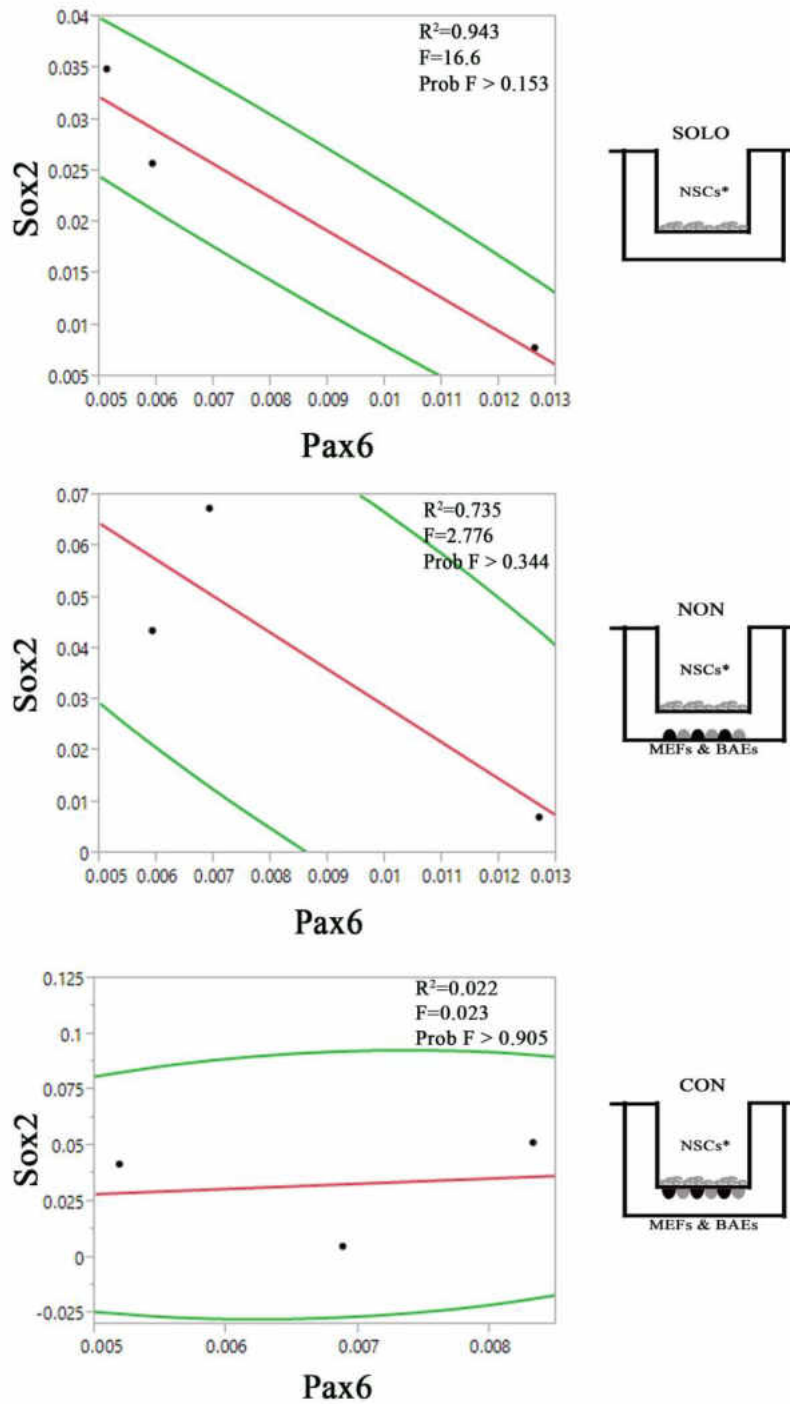 R²=0.943
F=16.6
Prob F > 0.153
0.04
0.035
0.03
0.025
0.02
0.015
0.01
0.005
Sox2
0.005 0.006 0.007 0.008 0.009 0.01 0.011 0.012 0.013
Pax6
SOLO
NSCs*
R²=0.735
F=2.776
Prob F > 0.344
0.07
0.06
0.05
0.04
0.03
0.02
0.01
0
Sox2
0.005 0.006 0.007 0.008 0.009 0.01 0.011 0.012 0.013
Pax6
NON
NSCs*
MEFs & BAEs
R²=0.022
F=0.023
Prob F > 0.905
0.125
0.1
0.075
0.05
0.025
0
-0.025
Sox2
0.005 0.006 0.007 0.008
Pax6
CON
NSCs*
MEFs & BAEs